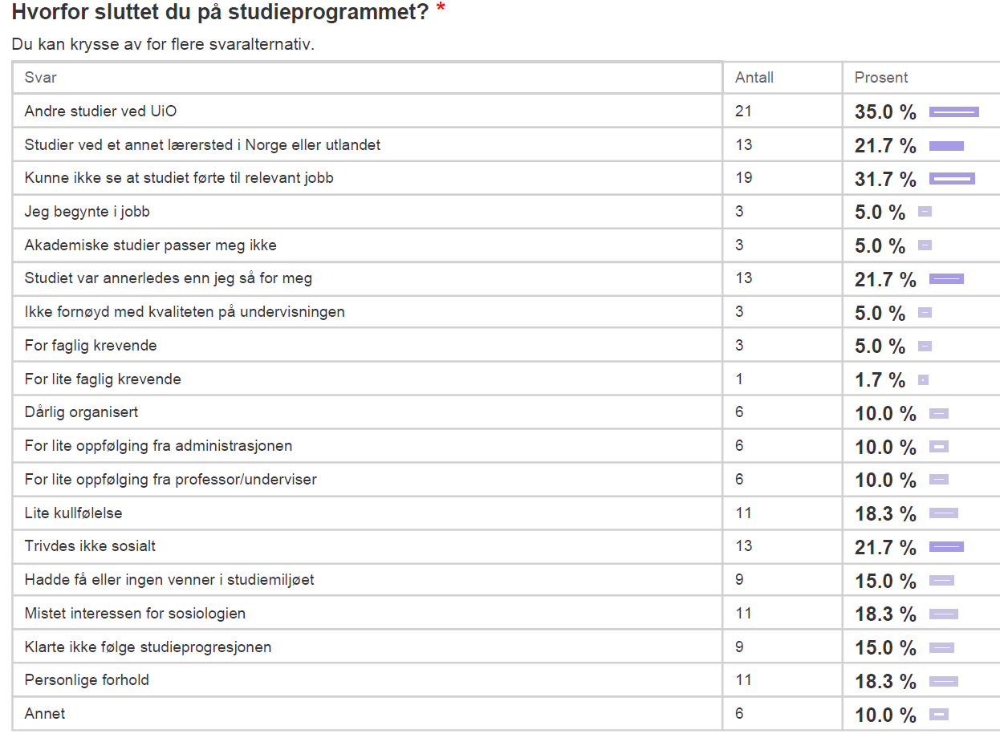 Hvorfor sluttet du på studieprogrammet? *
Du kan krysse av for flere svaralternativ.
Svar Antall Prosent
Andre studier ved UiO 21 35.0 %
Studier ved et annet lærersted i Norge eller utlandet 13 21.7 %
Kunne ikke se at studiet førte til relevant jobb 19 31.7 %
Jeg begynte i jobb 3 5.0 %
Akademiske studier passer meg ikke 3 5.0 %
Studiet var annerledes enn jeg så for meg 13 21.7 %
Ikke fornøyd med kvaliteten på undervisningen 3 5.0 %
For faglig krevende 3 5.0 %
For lite faglig krevende 1 1.7 %
Dårlig organisert 6 10.0 %
For lite oppfølging fra administrasjonen 6 10.0 %
For lite oppfølging fra professor/underviser 6 10.0 %
Lite kullfølelse 11 18.3 %
Trivdes ikke sosialt 13 21.7 %
Hadde få eller ingen venner i studiemiljøet 9 15.0 %
Mistet interessen for sosiologien 11 18.3 %
Klarte ikke følge studieprogresjonen 9 15.0 %
Personlige forhold 11 18.3 %
Annet 6 10.0 %